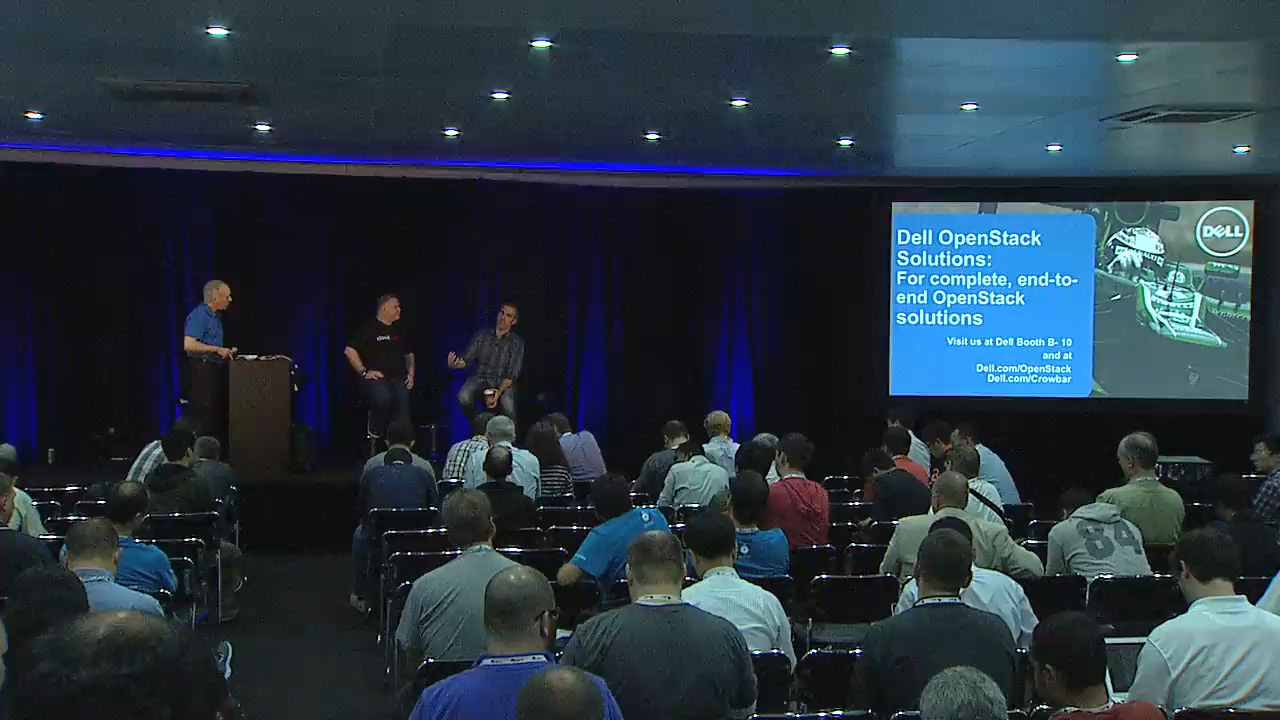 Dell OpenStack
Solutions:
For complete, end-to-
end OpenStack
solutions
Visit us at Dell Booth B- 10
and at
Dell.com/OpenStack
Dell.com/Crowbar
DELL
84